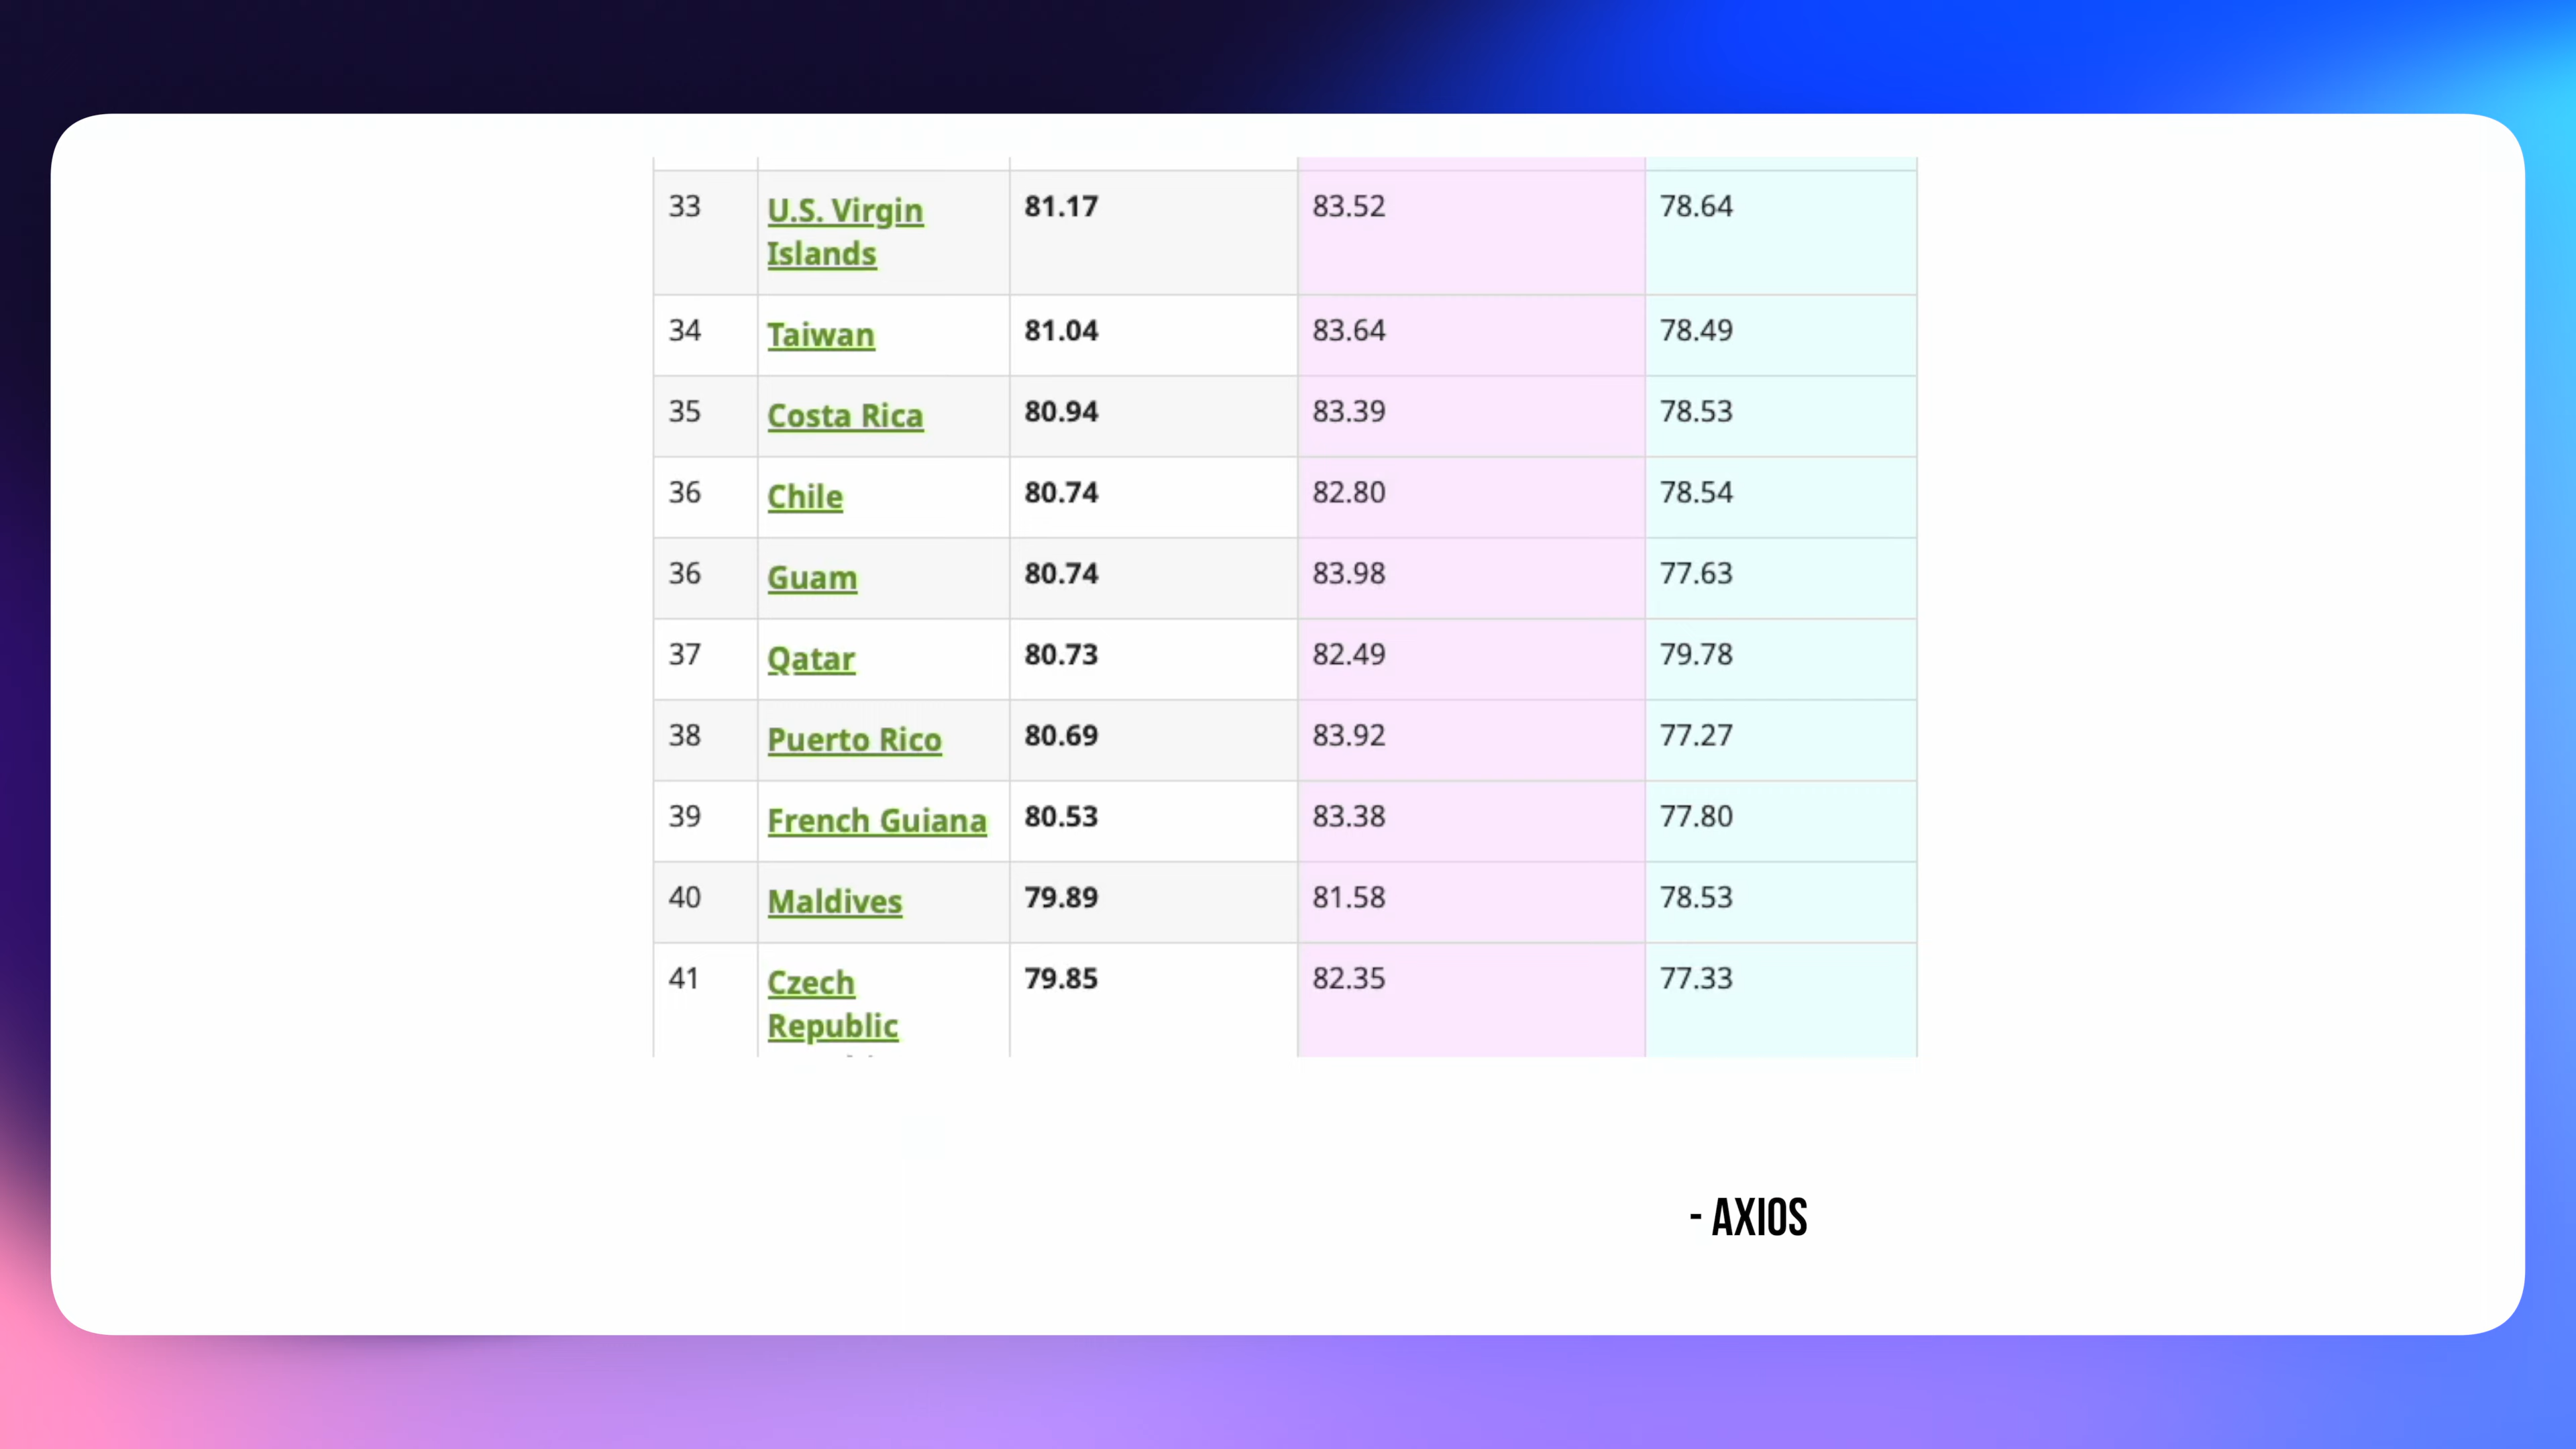 33 U.S. Virgin Islands 81.17 83.52 78.64
34 Taiwan 81.04 83.64 78.49
35 Costa Rica 80.94 83.39 78.53
36 Chile 80.74 82.80 78.54
36 Guam 80.74 83.98 77.63
37 Qatar 80.73 82.49 79.78
38 Puerto Rico 80.69 83.92 77.27
39 French Guiana 80.53 83.38 77.80
40 Maldives 79.89 81.58 78.53
41 Czech Republic 79.85 82.35 77.33
- AXIOS